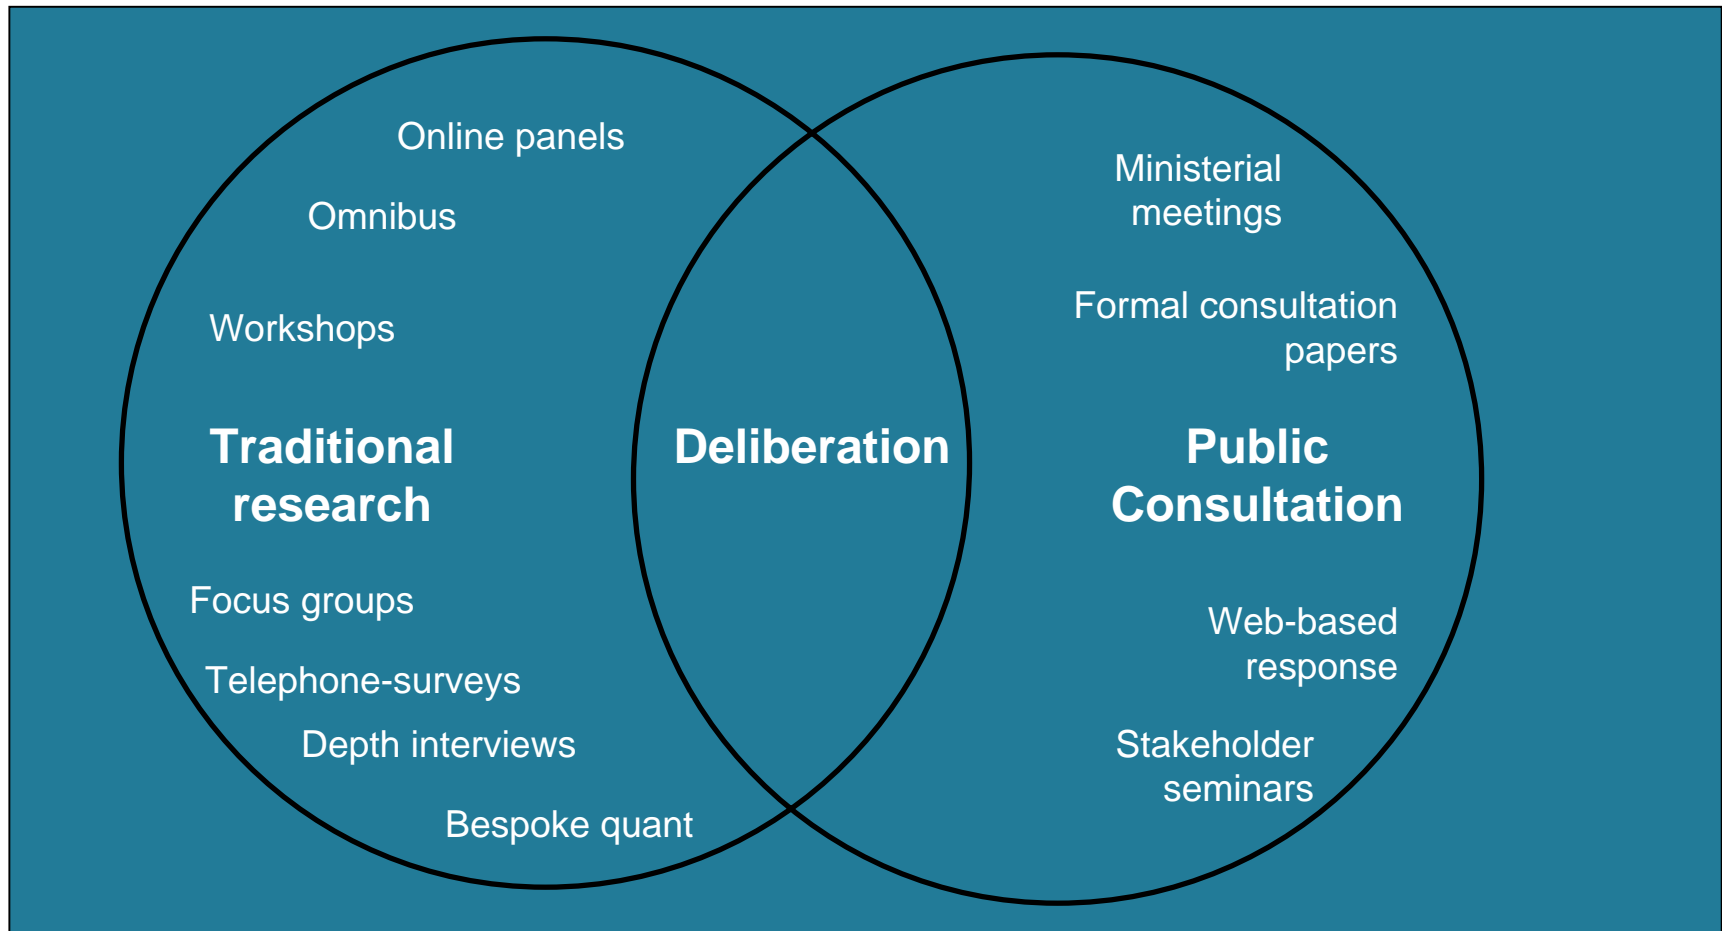 Online panels
Omnibus
Workshops
Traditional
research
Focus groups
Telephone-surveys
Depth interviews
Bespoke quant
Deliberation
Ministerial
meetings
Formal consultation
papers
Public
Consultation
Web-based
response
Stakeholder
seminars